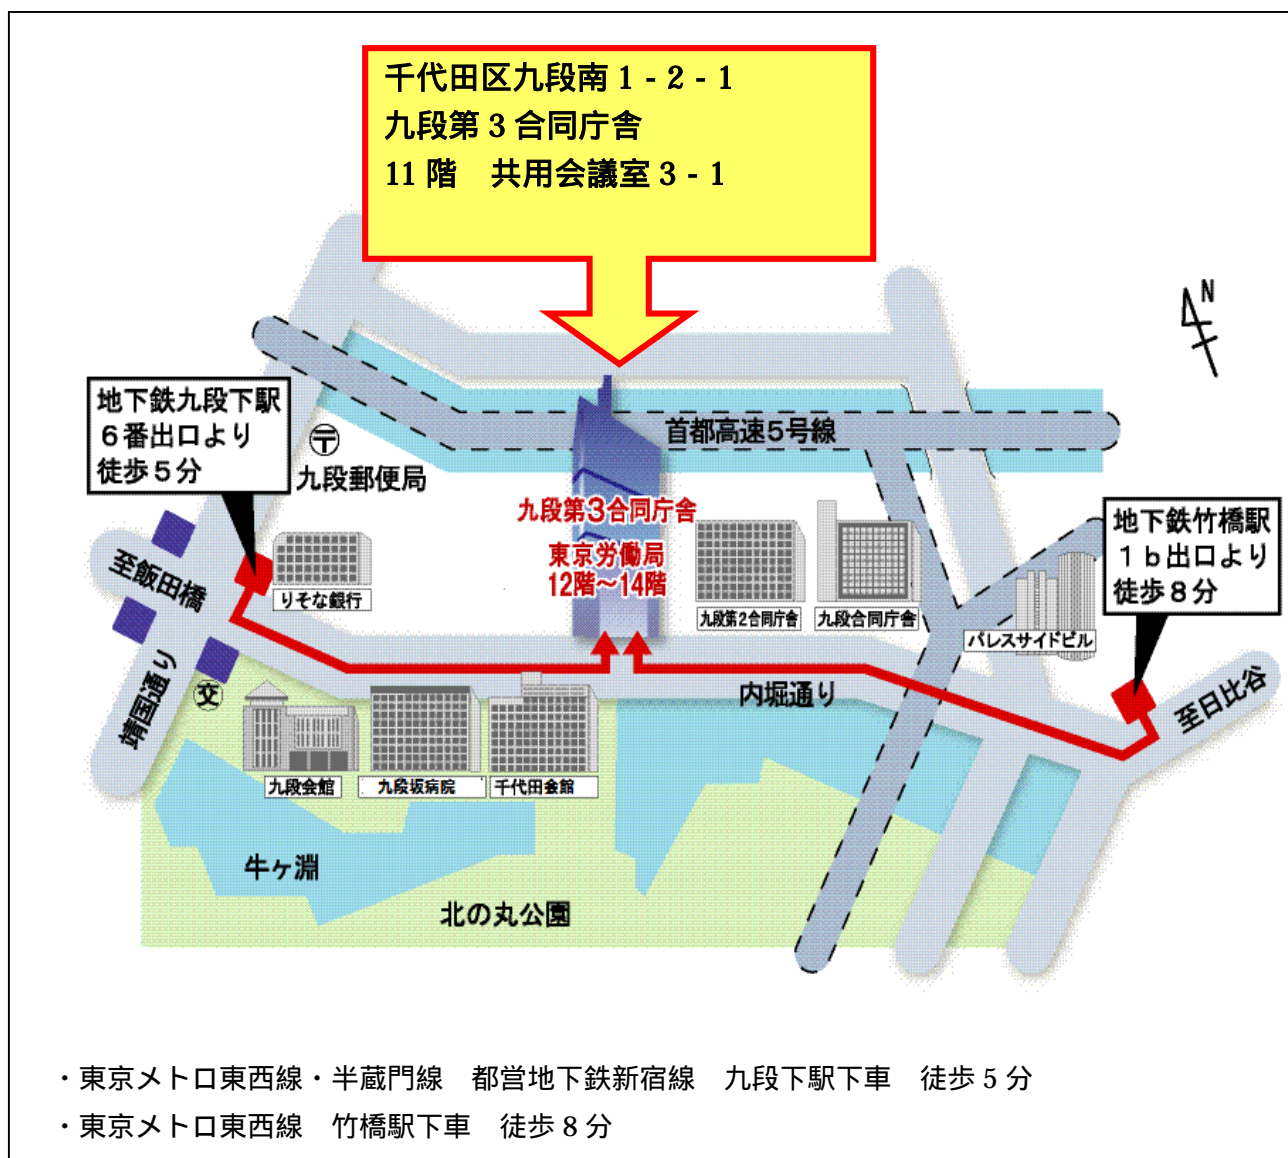 千代田区九段南 1 - 2 - 1
九段第 3 合同庁舎
11 階　共用会議室 3 - 1
N
地下鉄九段下駅
６番出口より
徒歩５分
〒
九段郵便局
首都高速５号線
九段第３合同庁舎
東京労働局
12階～14階
地下鉄竹橋駅
１ｂ出口より
徒歩８分
至飯田橋
りそな銀行
九段第２合同庁舎
九段合同庁舎
パレスサイドビル
靖国通り
交
内堀通り
至日比谷
九段会館
九段坂病院
千代田会館
牛ヶ淵
北の丸公園
・東京メトロ東西線・半蔵門線　都営地下鉄新宿線　九段下駅下車　徒歩 5 分
・東京メトロ東西線　竹橋駅下車　徒歩 8 分